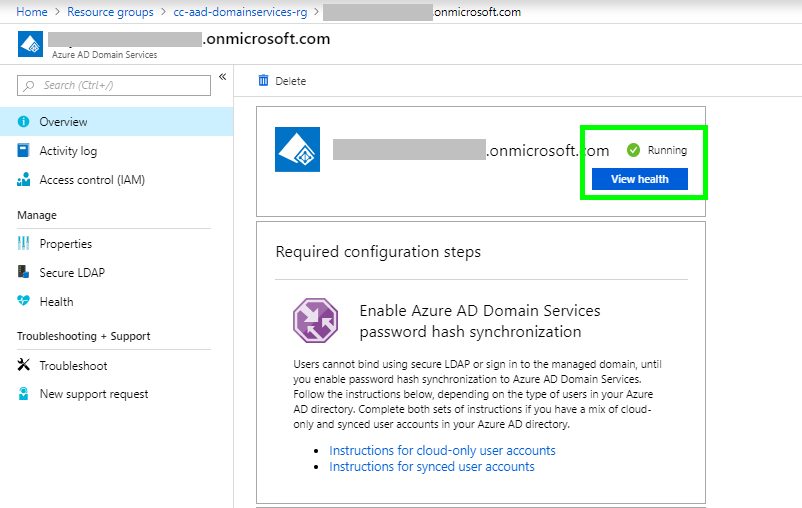 Home > Resource groups > cc-aad-domainservices-rg > .onmicrosoft.com
.onmicrosoft.com
Azure AD Domain Services
«
Search (Ctrl+/)
Overview
Activity log
Access control (IAM)
Manage
Properties
Secure LDAP
Health
Troubleshooting + Support
Troubleshoot
New support request
Delete
.onmicrosoft.com
Running
View health
Required configuration steps
Enable Azure AD Domain Services
password hash synchronization
Users cannot bind using secure LDAP or sign in to the managed domain, until
you enable password hash synchronization to Azure AD Domain Services.
Follow the instructions below, depending on the type of users in your Azure
AD directory. Complete both sets of instructions if you have a mix of cloud-
only and synced user accounts in your Azure AD directory.
• Instructions for cloud-only user accounts
• Instructions for synced user accounts